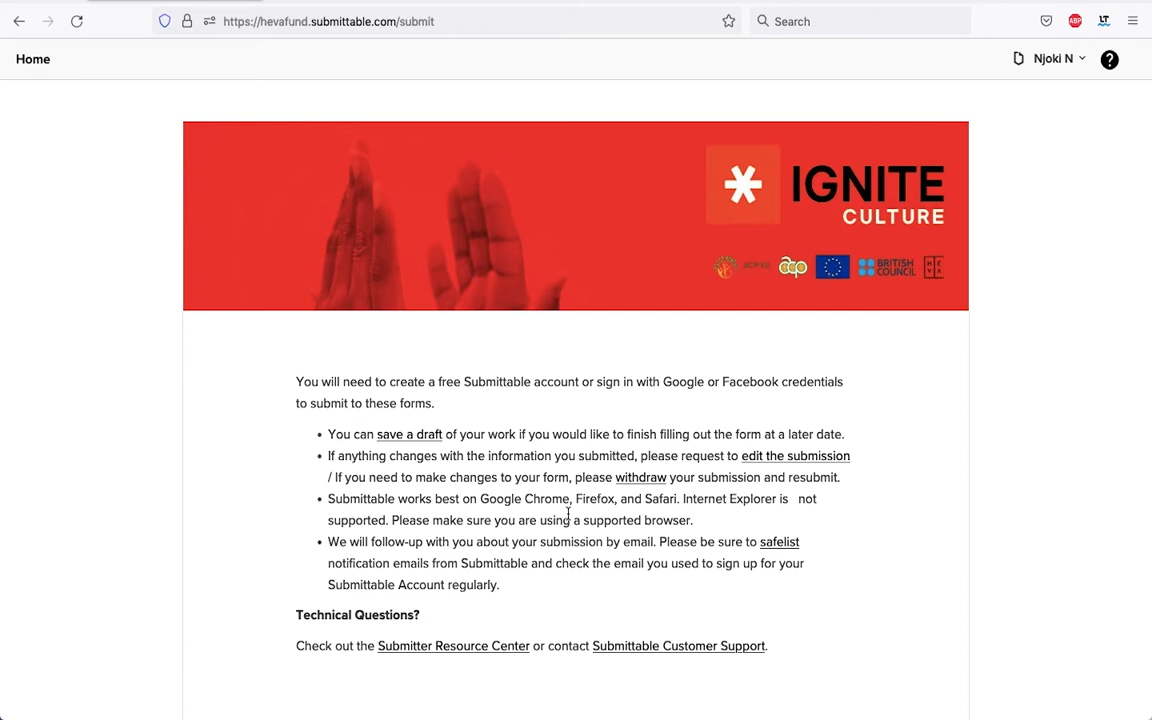 https://hevafund.submittable.com/submit
Search
ABP
LT
Home
Njoki N
?
IGNITE
CULTURE
ACP-EU
acp
BRITISH
COUNCIL
H E
V A
You will need to create a free Submittable account or sign in with Google or Facebook credentials
to submit to these forms.
• You can save a draft of your work if you would like to finish filling out the form at a later date.
• If anything changes with the information you submitted, please request to edit the submission
/ If you need to make changes to your form, please withdraw your submission and resubmit.
• Submittable works best on Google Chrome, Firefox, and Safari. Internet Explorer is not
supported. Please make sure you are using a supported browser.
• We will follow-up with you about your submission by email. Please be sure to safelist
notification emails from Submittable and check the email you used to sign up for your
Submittable Account regularly.
Technical Questions?
Check out the Submitter Resource Center or contact Submittable Customer Support.